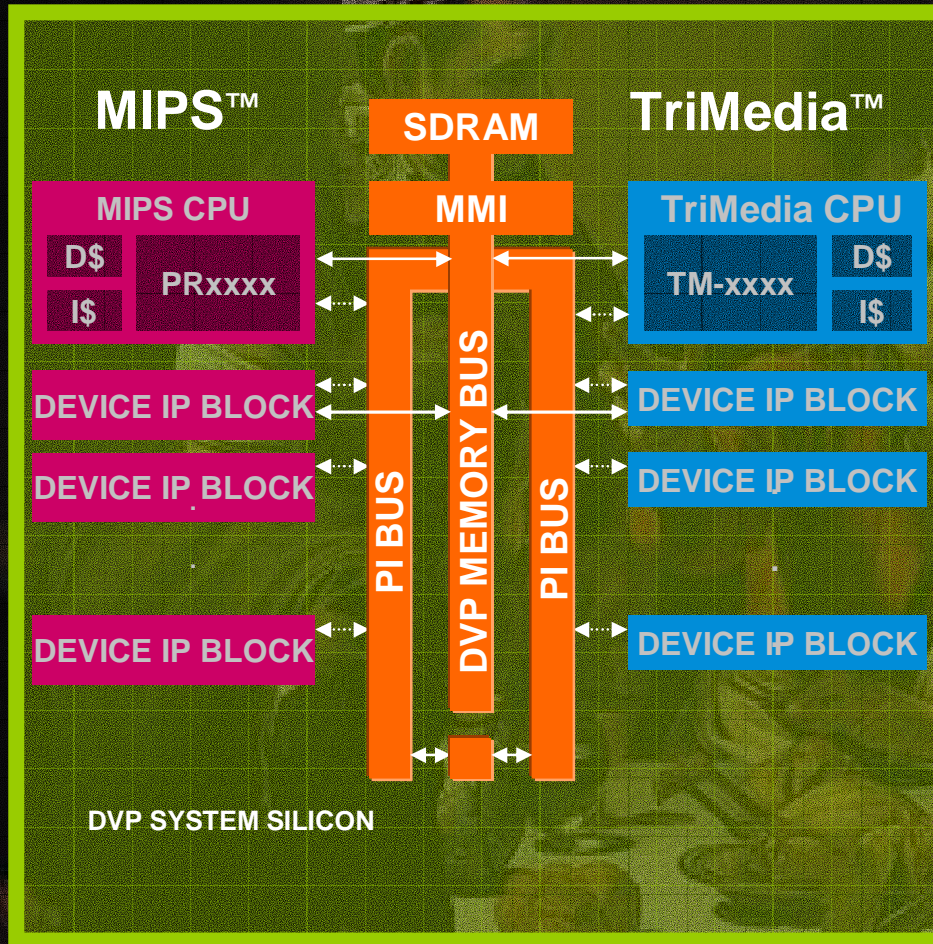 MIPS™
TriMedia™
SDRAM
MMI
MIPS CPU
D$
I$
PRxxxx
TriMedia CPU
TM-xxxx
D$
I$
DEVICE IP BLOCK
DEVICE IP BLOCK
DEVICE IP BLOCK
PI BUS
DVP MEMORY BUS
PI BUS
DEVICE IP BLOCK
DEVICE IP BLOCK
DEVICE IP BLOCK
DVP SYSTEM SILICON